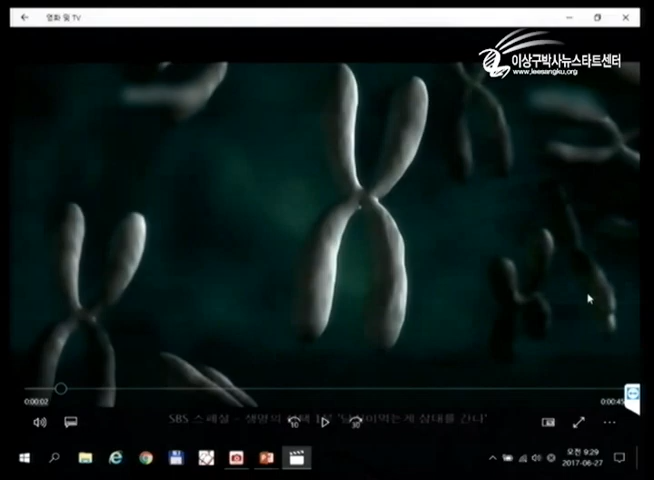 영화 및 TV
이상구박사뉴스타트센터
www.leesangku.org
0:00:02
0:00:45
SBS 스페셜 - 생명의 선택 1부 '당신이먹는게 삼대를 간다'
10
30
오전 9:29
2017-06-27